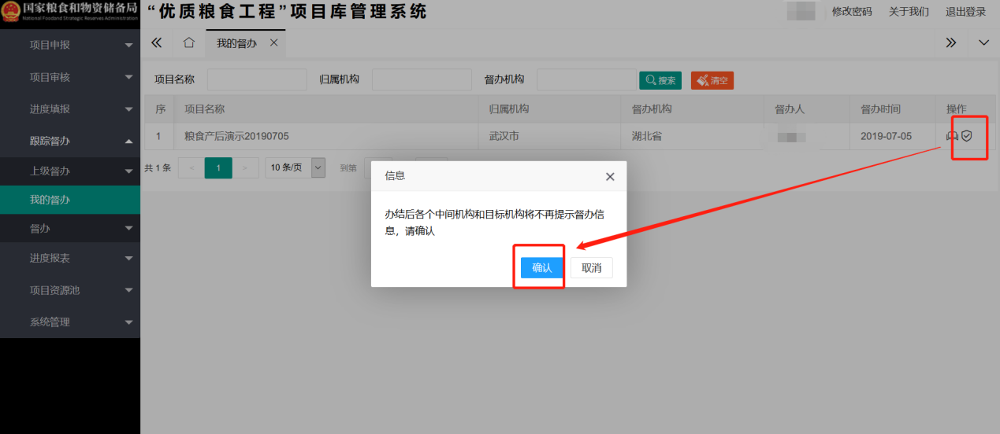 国家粮食和物资储备局
National Foodand Strategic Reserves Administration
“优质粮食工程”项目库管理系统
修改密码 关于我们 退出登录
项目申报
项目审核
进度填报
跟踪督办
上级督办
我的督办
督办
进度报表
项目资源池
系统管理
我的督办
项目名称 归属机构 督办机构 搜索 清空
序 项目名称 归属机构 督办机构 督办人 督办时间 操作
1 粮食产后演示20190705 武汉市 湖北省 2019-07-05
共 1 条 < 1 > 10 条/页 到第
信息
办结后各个中间机构和目标机构将不再提示督办信
息，请确认
确认 取消